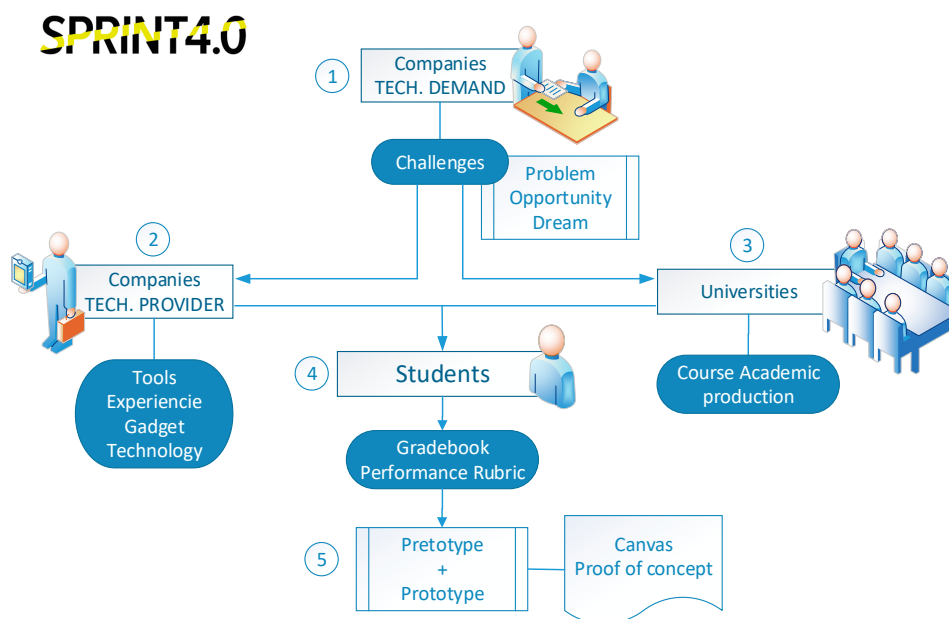 SPRINT4.0
1
Companies
TECH. DEMAND
Challenges
Problem
Opportunity
Dream
2
Companies
TECH. PROVIDER
3
Universities
Tools
Experiencie
Gadget
Technology
4
Students
Course Academic
production
Gradebook
Performance Rubric
5
Pretotype
+
Prototype
Canvas
Proof of concept